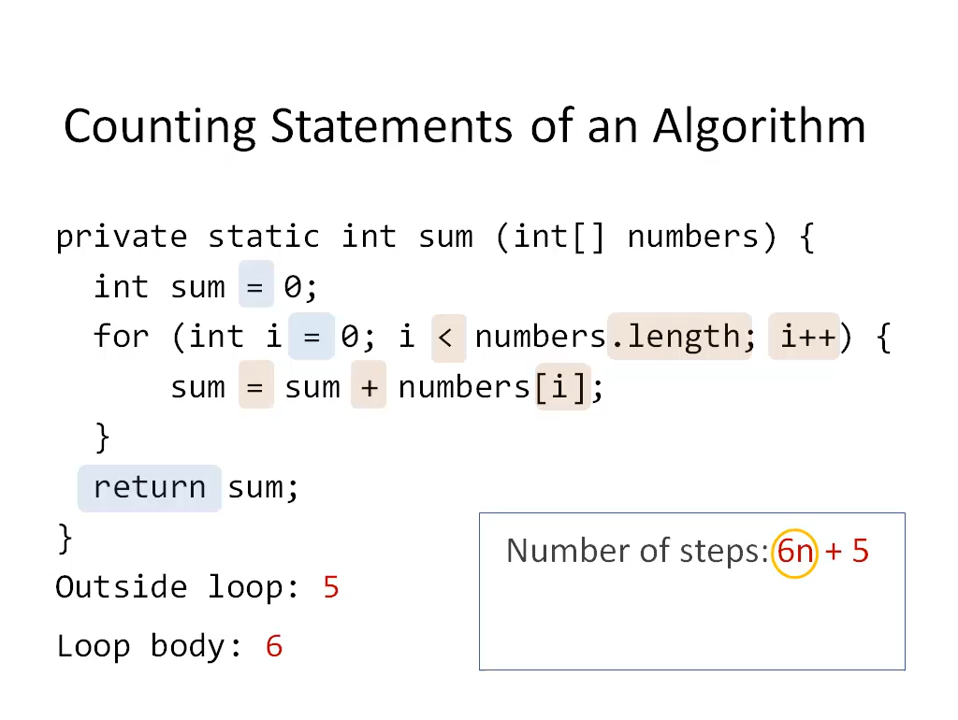 Counting Statements of an Algorithm
private static int sum (int[] numbers) {
int sum = 0;
for (int i = 0; i < numbers.length; i++) {
sum = sum + numbers[i];
}
return sum;
}
Number of steps: 6n + 5
Outside loop: 5
Loop body: 6